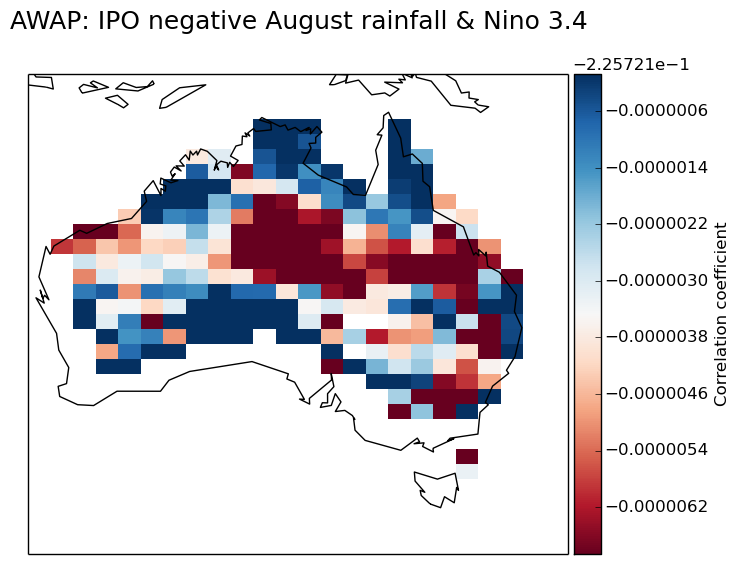 AWAP: IPO negative August rainfall & Nino 3.4
−2.25721e−1
−0.0000006
−0.0000014
−0.0000022
−0.0000030
−0.0000038
−0.0000046
−0.0000054
−0.0000062
Correlation coefficient